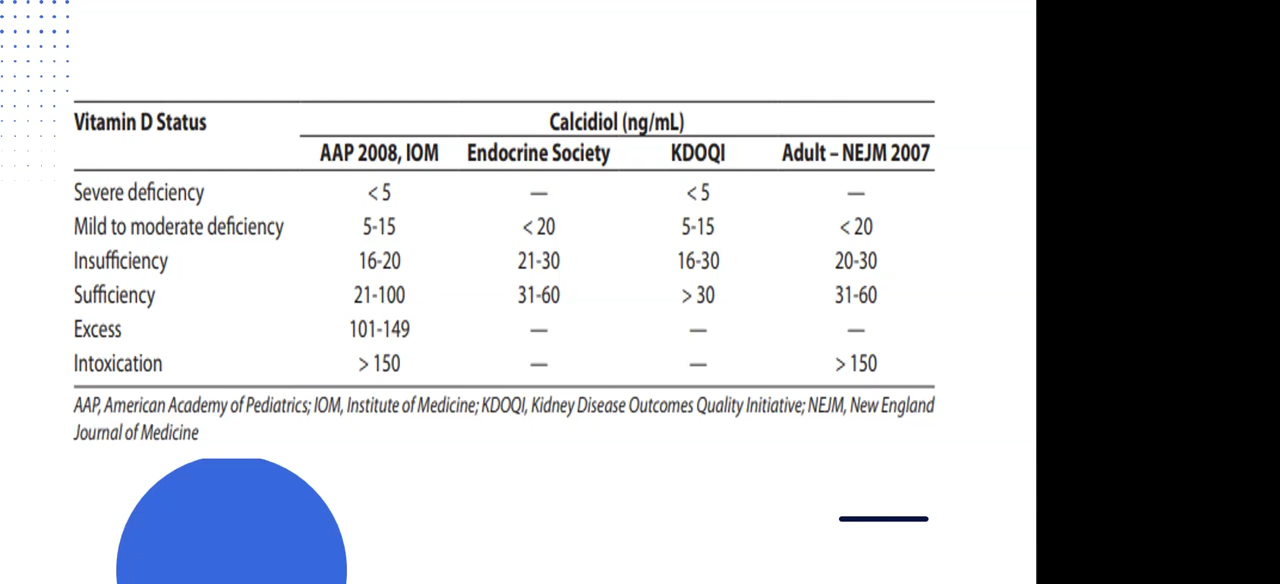 Vitamin D Status Calcidiol (ng/mL)
AAP 2008, IOM Endocrine Society KDOQI Adult – NEJM 2007
Severe deficiency < 5 — < 5 —
Mild to moderate deficiency 5-15 < 20 5-15 < 20
Insufficiency 16-20 21-30 16-30 20-30
Sufficiency 21-100 31-60 > 30 31-60
Excess 101-149 — — —
Intoxication > 150 — — > 150
AAP, American Academy of Pediatrics; IOM, Institute of Medicine; KDOQI, Kidney Disease Outcomes Quality Initiative; NEJM, New England
Journal of Medicine